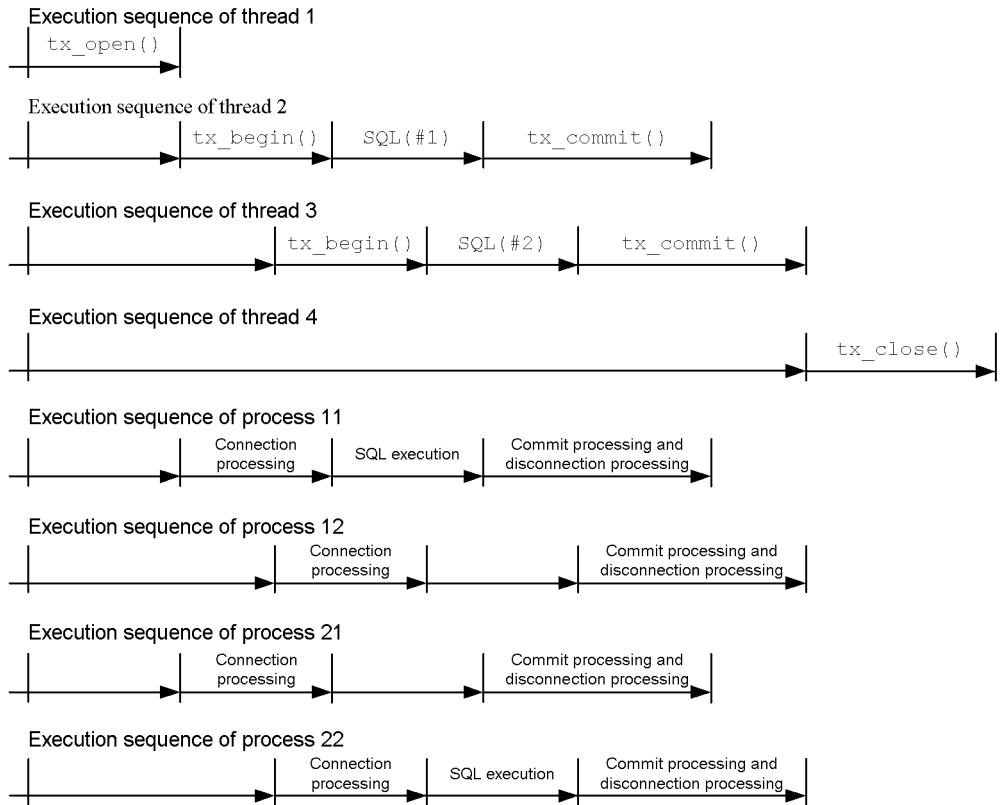 Execution sequence of thread 1
tx_open()
Execution sequence of thread 2
tx_begin() SQL(#1) tx_commit()
Execution sequence of thread 3
tx_begin() SQL(#2) tx_commit()
Execution sequence of thread 4
tx_close()
Execution sequence of process 11
Connection
processing
SQL execution
Commit processing and
disconnection processing
Execution sequence of process 12
Connection
processing
Commit processing and
disconnection processing
Execution sequence of process 21
Connection
processing
Commit processing and
disconnection processing
Execution sequence of process 22
Connection
processing
SQL execution
Commit processing and
disconnection processing